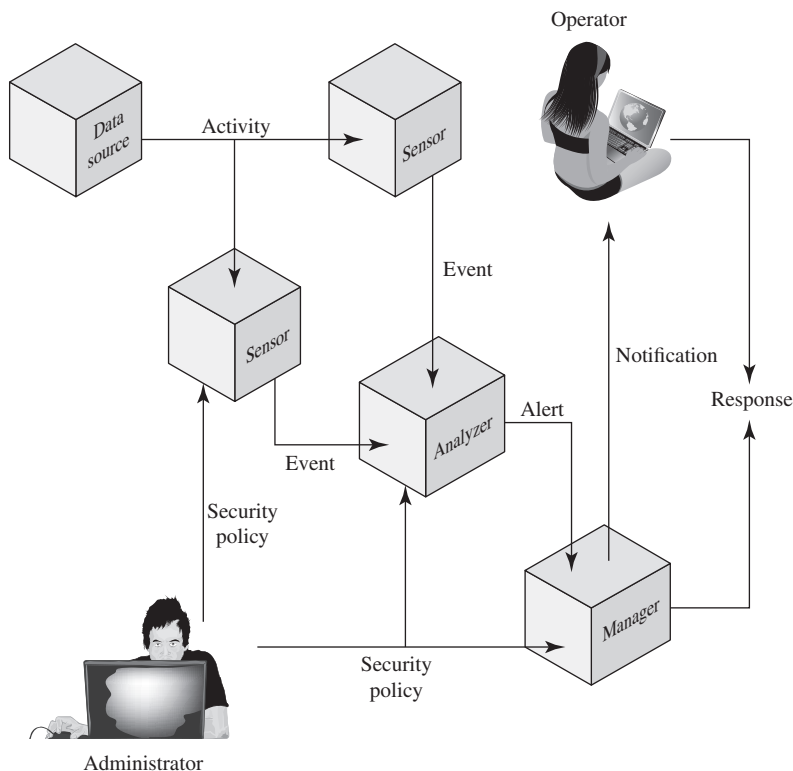 Operator
Data
source
Activity
Sensor
Event
Sensor
Notification
Response
Analyzer
Alert
Event
Security
policy
Manager
Security
policy
Administrator